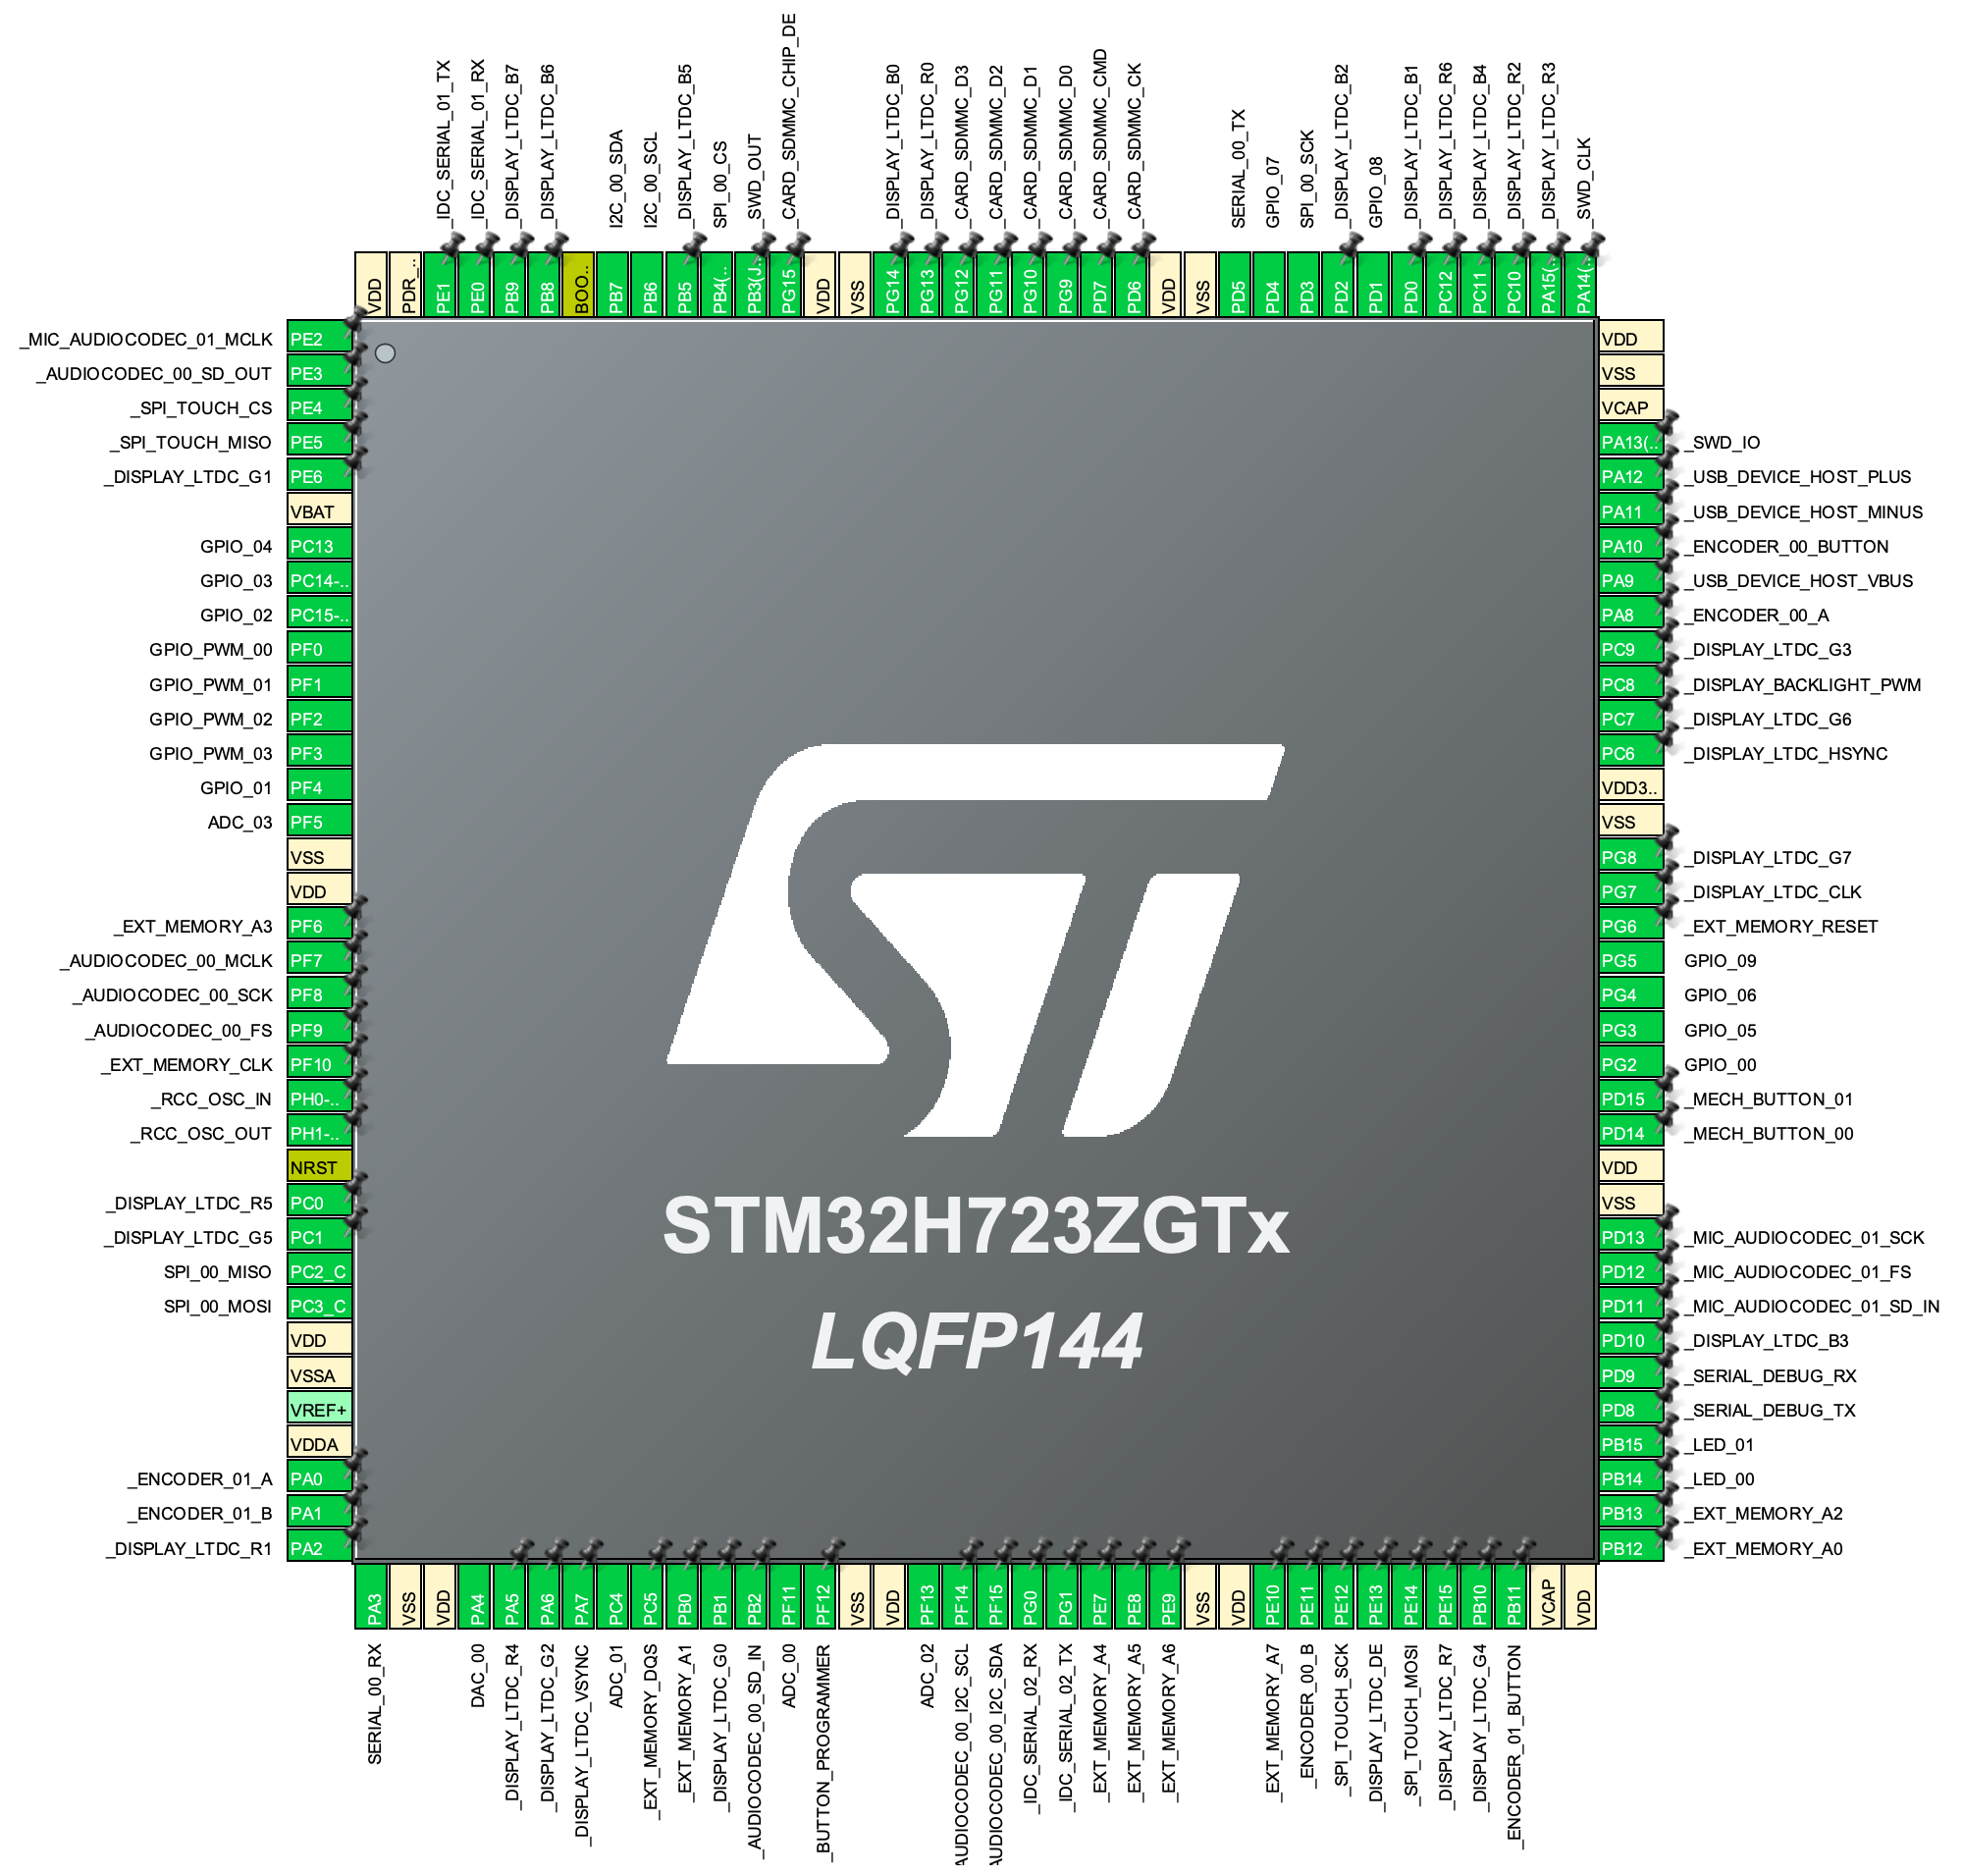 _IDC_SERIAL_01_TX
_IDC_SERIAL_01_RX
_DISPLAY_LTDC_B7
_DISPLAY_LTDC_B6
I2C_00_SDA
I2C_00_SCL
_DISPLAY_LTDC_B5
SPI_00_CS
_SWD_OUT
_CARD_SDMMC_CHIP_DE
_DISPLAY_LTDC_B0
_DISPLAY_LTDC_R0
_CARD_SDMMC_D3
_CARD_SDMMC_D2
_CARD_SDMMC_D1
_CARD_SDMMC_D0
_CARD_SDMMC_CMD
_CARD_SDMMC_CK
SERIAL_00_TX
GPIO_07
SPI_00_SCK
_DISPLAY_LTDC_B2
GPIO_08
_DISPLAY_LTDC_B1
_DISPLAY_LTDC_R6
_DISPLAY_LTDC_B4
_DISPLAY_LTDC_R2
_DISPLAY_LTDC_R3
_SWD_CLK
VDD
PDR_..
PE1
PE0
PB9
PB8
BOO..
PB7
PB6
PB5
PB4(..
PB3(J..
PG15
VDD
VSS
PG14
PG13
PG12
PG11
PG10
PG9
PD7
PD6
VDD
VSS
PD5
PD4
PD3
PD2
PD1
PD0
PC12
PC11
PC10
PA15(..
PA14(..
_MIC_AUDIOCODEC_01_MCLK PE2
_AUDIOCODEC_00_SD_OUT PE3
_SPI_TOUCH_CS PE4
_SPI_TOUCH_MISO PE5
_DISPLAY_LTDC_G1 PE6
VBAT
GPIO_04 PC13
GPIO_03 PC14-..
GPIO_02 PC15-..
GPIO_PWM_00 PF0
GPIO_PWM_01 PF1
GPIO_PWM_02 PF2
GPIO_PWM_03 PF3
GPIO_01 PF4
ADC_03 PF5
VSS
VDD
_EXT_MEMORY_A3 PF6
_AUDIOCODEC_00_MCLK PF7
_AUDIOCODEC_00_SCK PF8
_AUDIOCODEC_00_FS PF9
_EXT_MEMORY_CLK PF10
_RCC_OSC_IN PH0-..
_RCC_OSC_OUT PH1-..
NRST
_DISPLAY_LTDC_R5 PC0
_DISPLAY_LTDC_G5 PC1
SPI_00_MISO PC2_C
SPI_00_MOSI PC3_C
VDD
VSSA
VREF+
VDDA
_ENCODER_01_A PA0
_ENCODER_01_B PA1
_DISPLAY_LTDC_R1 PA2
ST
STM32H723ZGTx
LQFP144
VDD
VSS
VCAP
PA13(.. _SWD_IO
PA12 _USB_DEVICE_HOST_PLUS
PA11 _USB_DEVICE_HOST_MINUS
PA10 _ENCODER_00_BUTTON
PA9 _USB_DEVICE_HOST_VBUS
PA8 _ENCODER_00_A
PC9 _DISPLAY_LTDC_G3
PC8 _DISPLAY_BACKLIGHT_PWM
PC7 _DISPLAY_LTDC_G6
PC6 _DISPLAY_LTDC_HSYNC
VDD3..
VSS
PG8 _DISPLAY_LTDC_G7
PG7 _DISPLAY_LTDC_CLK
PG6 _EXT_MEMORY_RESET
PG5 GPIO_09
PG4 GPIO_06
PG3 GPIO_05
PG2 GPIO_00
PD15 _MECH_BUTTON_01
PD14 _MECH_BUTTON_00
VDD
VSS
PD13 _MIC_AUDIOCODEC_01_SCK
PD12 _MIC_AUDIOCODEC_01_FS
PD11 _MIC_AUDIOCODEC_01_SD_IN
PD10 _DISPLAY_LTDC_B3
PD9 _SERIAL_DEBUG_RX
PD8 _SERIAL_DEBUG_TX
PB15 _LED_01
PB14 _LED_00
PB13 _EXT_MEMORY_A2
PB12 _EXT_MEMORY_A0
PA3
VSS
VDD
PA4
PA5
PA6
PA7
PC4
PC5
PB0
PB1
PB2
PF11
PF12
VSS
VDD
PF13
PF14
PF15
PG0
PG1
PE7
PE8
PE9
VSS
VDD
PE10
PE11
PE12
PE13
PE14
PE15
PB10
PB11
VCAP
VDD
SERIAL_00_RX
DAC_00
_DISPLAY_LTDC_R4
_DISPLAY_LTDC_G2
_DISPLAY_LTDC_VSYNC
ADC_01
_EXT_MEMORY_DQS
_EXT_MEMORY_A1
_DISPLAY_LTDC_G0
_AUDIOCODEC_00_SD_IN
ADC_00
_BUTTON_PROGRAMMER
ADC_02
AUDIOCODEC_00_I2C_SCL
AUDIOCODEC_00_I2C_SDA
_IDC_SERIAL_02_RX
_IDC_SERIAL_02_TX
_EXT_MEMORY_A4
_EXT_MEMORY_A5
_EXT_MEMORY_A6
_EXT_MEMORY_A7
_ENCODER_00_B
_SPI_TOUCH_SCK
_DISPLAY_LTDC_DE
_SPI_TOUCH_MOSI
_DISPLAY_LTDC_R7
_DISPLAY_LTDC_G4
_ENCODER_01_BUTTON